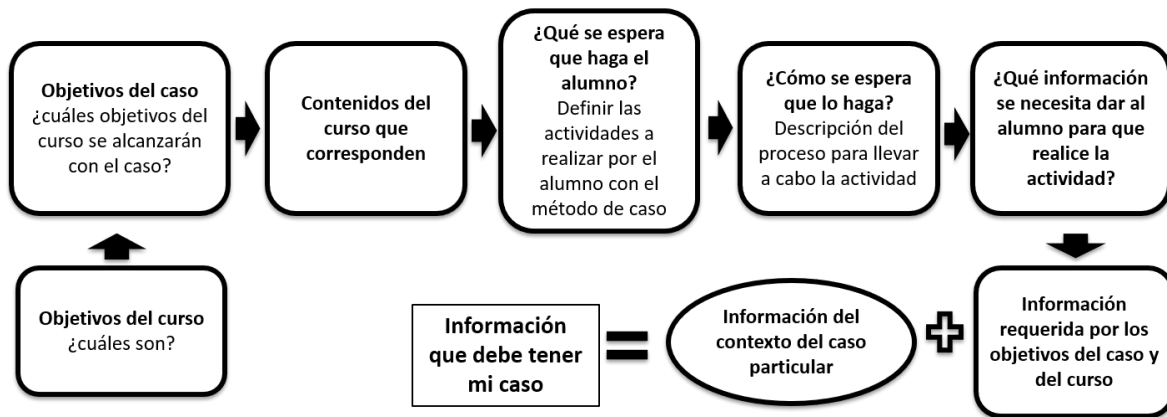 Objetivos del caso
¿cuáles objetivos del
curso se alcanzarán
con el caso?
Contenidos del
curso que
corresponden
¿Qué se espera
que haga el
alumno?
Definir las
actividades a
realizar por el
alumno con el
método de caso
¿Cómo se espera
que lo haga?
Descripción del
proceso para llevar
a cabo la actividad
¿Qué información
se necesita dar al
alumno para que
realice la
actividad?
Objetivos del curso
¿cuáles son?
Información
que debe tener
mi caso
Información del
contexto del caso
particular
Información
requerida por los
objetivos del caso y
del curso